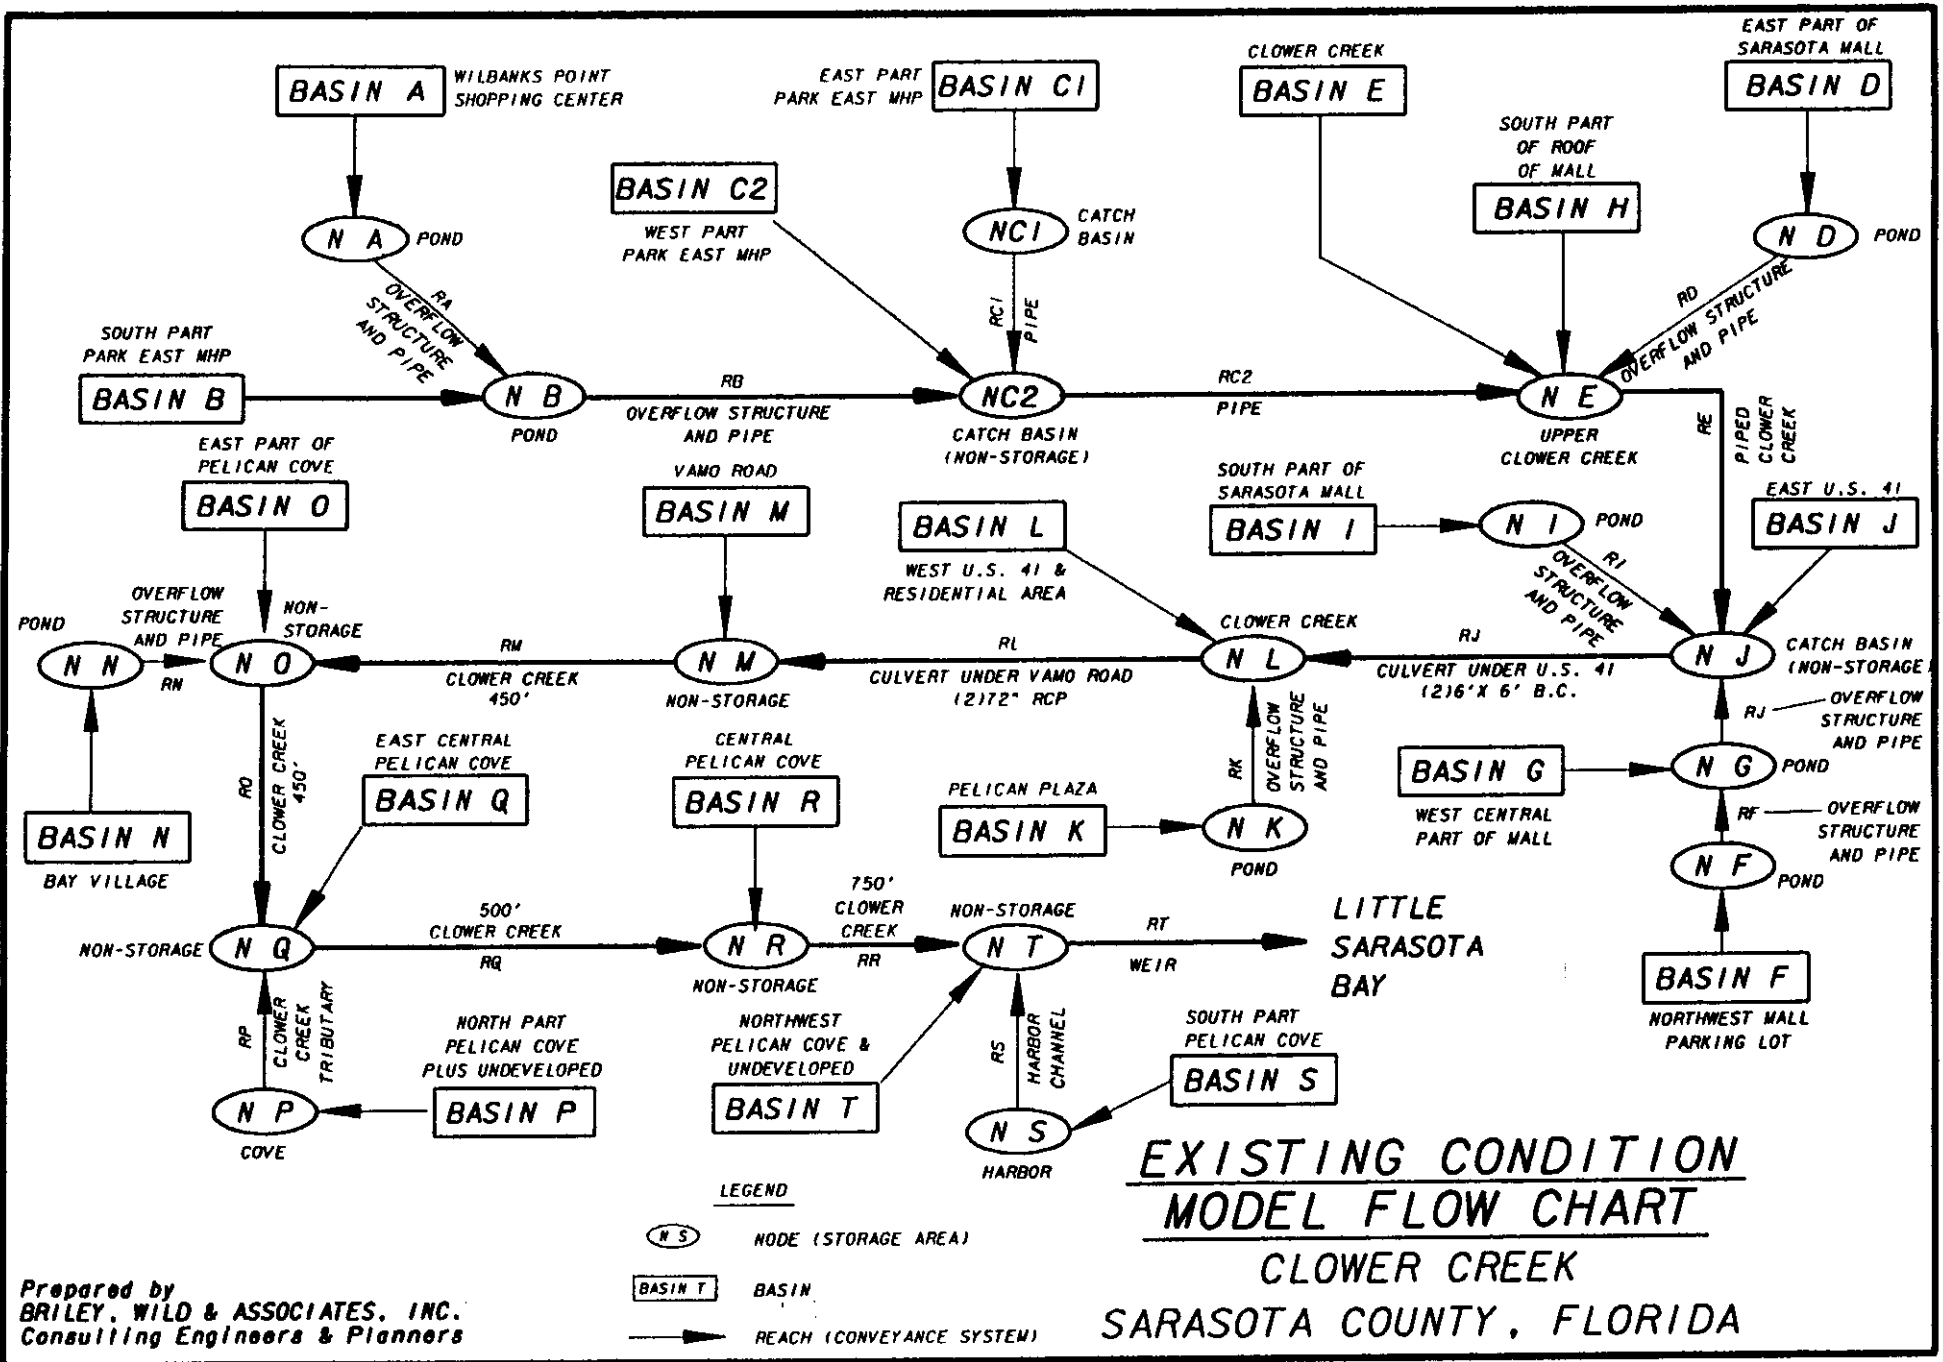 BASIN A
WILBANKS POINT
SHOPPING CENTER
EAST PART
PARK EAST MHP
BASIN C1
CLOWER CREEK
BASIN E
EAST PART OF
SARASOTA MALL
BASIN D
SOUTH PART
OF ROOF
OF MALL
BASIN H
BASIN C2
WEST PART
PARK EAST MHP
N A
POND
NC1
CATCH
BASIN
N D
POND
RA
OVERFLOW
STRUCTURE
AND PIPE
RC1
PIPE
RD
OVERFLOW STRUCTURE
AND PIPE
SOUTH PART
PARK EAST MHP
BASIN B
N B
POND
RB
OVERFLOW STRUCTURE
AND PIPE
NC2
CATCH BASIN
(NON-STORAGE)
RC2
PIPE
N E
UPPER
CLOWER CREEK
RE
PIPED
CLOWER
CREEK
EAST PART OF
PELICAN COVE
BASIN O
VAMO ROAD
BASIN M
BASIN L
WEST U.S. 41 &
RESIDENTIAL AREA
SOUTH PART OF
SARASOTA MALL
BASIN I
N I
POND
RI
OVERFLOW
STRUCTURE
AND PIPE
EAST U.S. 41
BASIN J
POND
N N
OVERFLOW
STRUCTURE
AND PIPE
RN
NON-
STORAGE
N O
RM
CLOWER CREEK
450'
N M
NON-STORAGE
RL
CULVERT UNDER VAMO ROAD
(2)72" RCP
CLOWER CREEK
N L
RJ
CULVERT UNDER U.S. 41
(2)6'X 6' B.C.
N J
CATCH BASIN
(NON-STORAGE)
RJ
OVERFLOW
STRUCTURE
AND PIPE
RO
CLOWER CREEK
450'
EAST CENTRAL
PELICAN COVE
BASIN Q
CENTRAL
PELICAN COVE
BASIN R
RK
OVERFLOW
STRUCTURE
AND PIPE
BASIN G
WEST CENTRAL
PART OF MALL
N G
POND
RF
OVERFLOW
STRUCTURE
AND PIPE
BASIN N
BAY VILLAGE
PELICAN PLAZA
BASIN K
N K
POND
N F
POND
NON-STORAGE
N Q
500'
CLOWER CREEK
RQ
N R
NON-STORAGE
750'
CLOWER
CREEK
RR
NON-STORAGE
N T
RT
WEIR
LITTLE
SARASOTA
BAY
BASIN F
NORTHWEST MALL
PARKING LOT
RP
CLOWER
CREEK
TRIBUTARY
NORTH PART
PELICAN COVE
PLUS UNDEVELOPED
BASIN P
N P
COVE
NORTHWEST
PELICAN COVE &
UNDEVELOPED
BASIN T
RS
HARBOR
CHANNEL
SOUTH PART
PELICAN COVE
BASIN S
N S
HARBOR
LEGEND
N S
NODE (STORAGE AREA)
BASIN T
BASIN
REACH (CONVEYANCE SYSTEM)
EXISTING CONDITION
MODEL FLOW CHART
CLOWER CREEK
SARASOTA COUNTY, FLORIDA
Prepared by
BRILEY, WILD & ASSOCIATES, INC.
Consulting Engineers & Planners